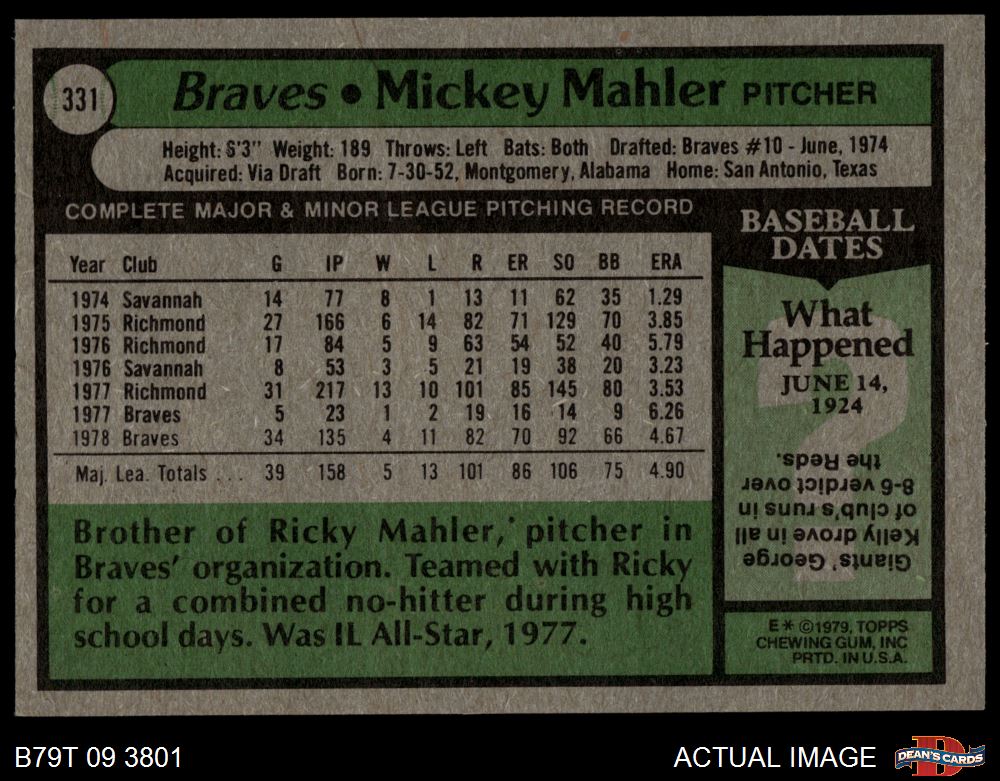 331
Braves • Mickey Mahler PITCHER
Height: 6'3" Weight: 189 Throws: Left Bats: Both Drafted: Braves #10 - June, 1974
Acquired: Via Draft Born: 7-30-52, Montgomery, Alabama Home: San Antonio, Texas
COMPLETE MAJOR & MINOR LEAGUE PITCHING RECORD
Year Club G IP W L R ER SO BB ERA
1974 Savannah 14 77 8 1 13 11 62 35 1.29
1975 Richmond 27 166 6 14 82 71 129 70 3.85
1976 Richmond 17 84 5 9 63 54 52 40 5.79
1976 Savannah 8 53 3 5 21 19 38 20 3.23
1977 Richmond 31 217 13 10 101 85 145 80 3.53
1977 Braves 5 23 1 2 19 16 14 9 6.26
1978 Braves 34 135 4 11 82 70 92 66 4.67
Maj. Lea. Totals ... 39 158 5 13 101 86 106 75 4.90
Brother of Ricky Mahler, pitcher in
Braves' organization. Teamed with Ricky
for a combined no-hitter during high
school days. Was IL All-Star, 1977.
BASEBALL
DATES
What
Happened
JUNE 14,
1924
?
Giants' George
Kelly drove in all
of club's runs in
8-6 verdict over
the Reds.
E* ©1979, TOPPS
CHEWING GUM, INC
PRTD. IN U.S.A.
B79T 09 3801
ACTUAL IMAGE
D
DEAN'S CARDS